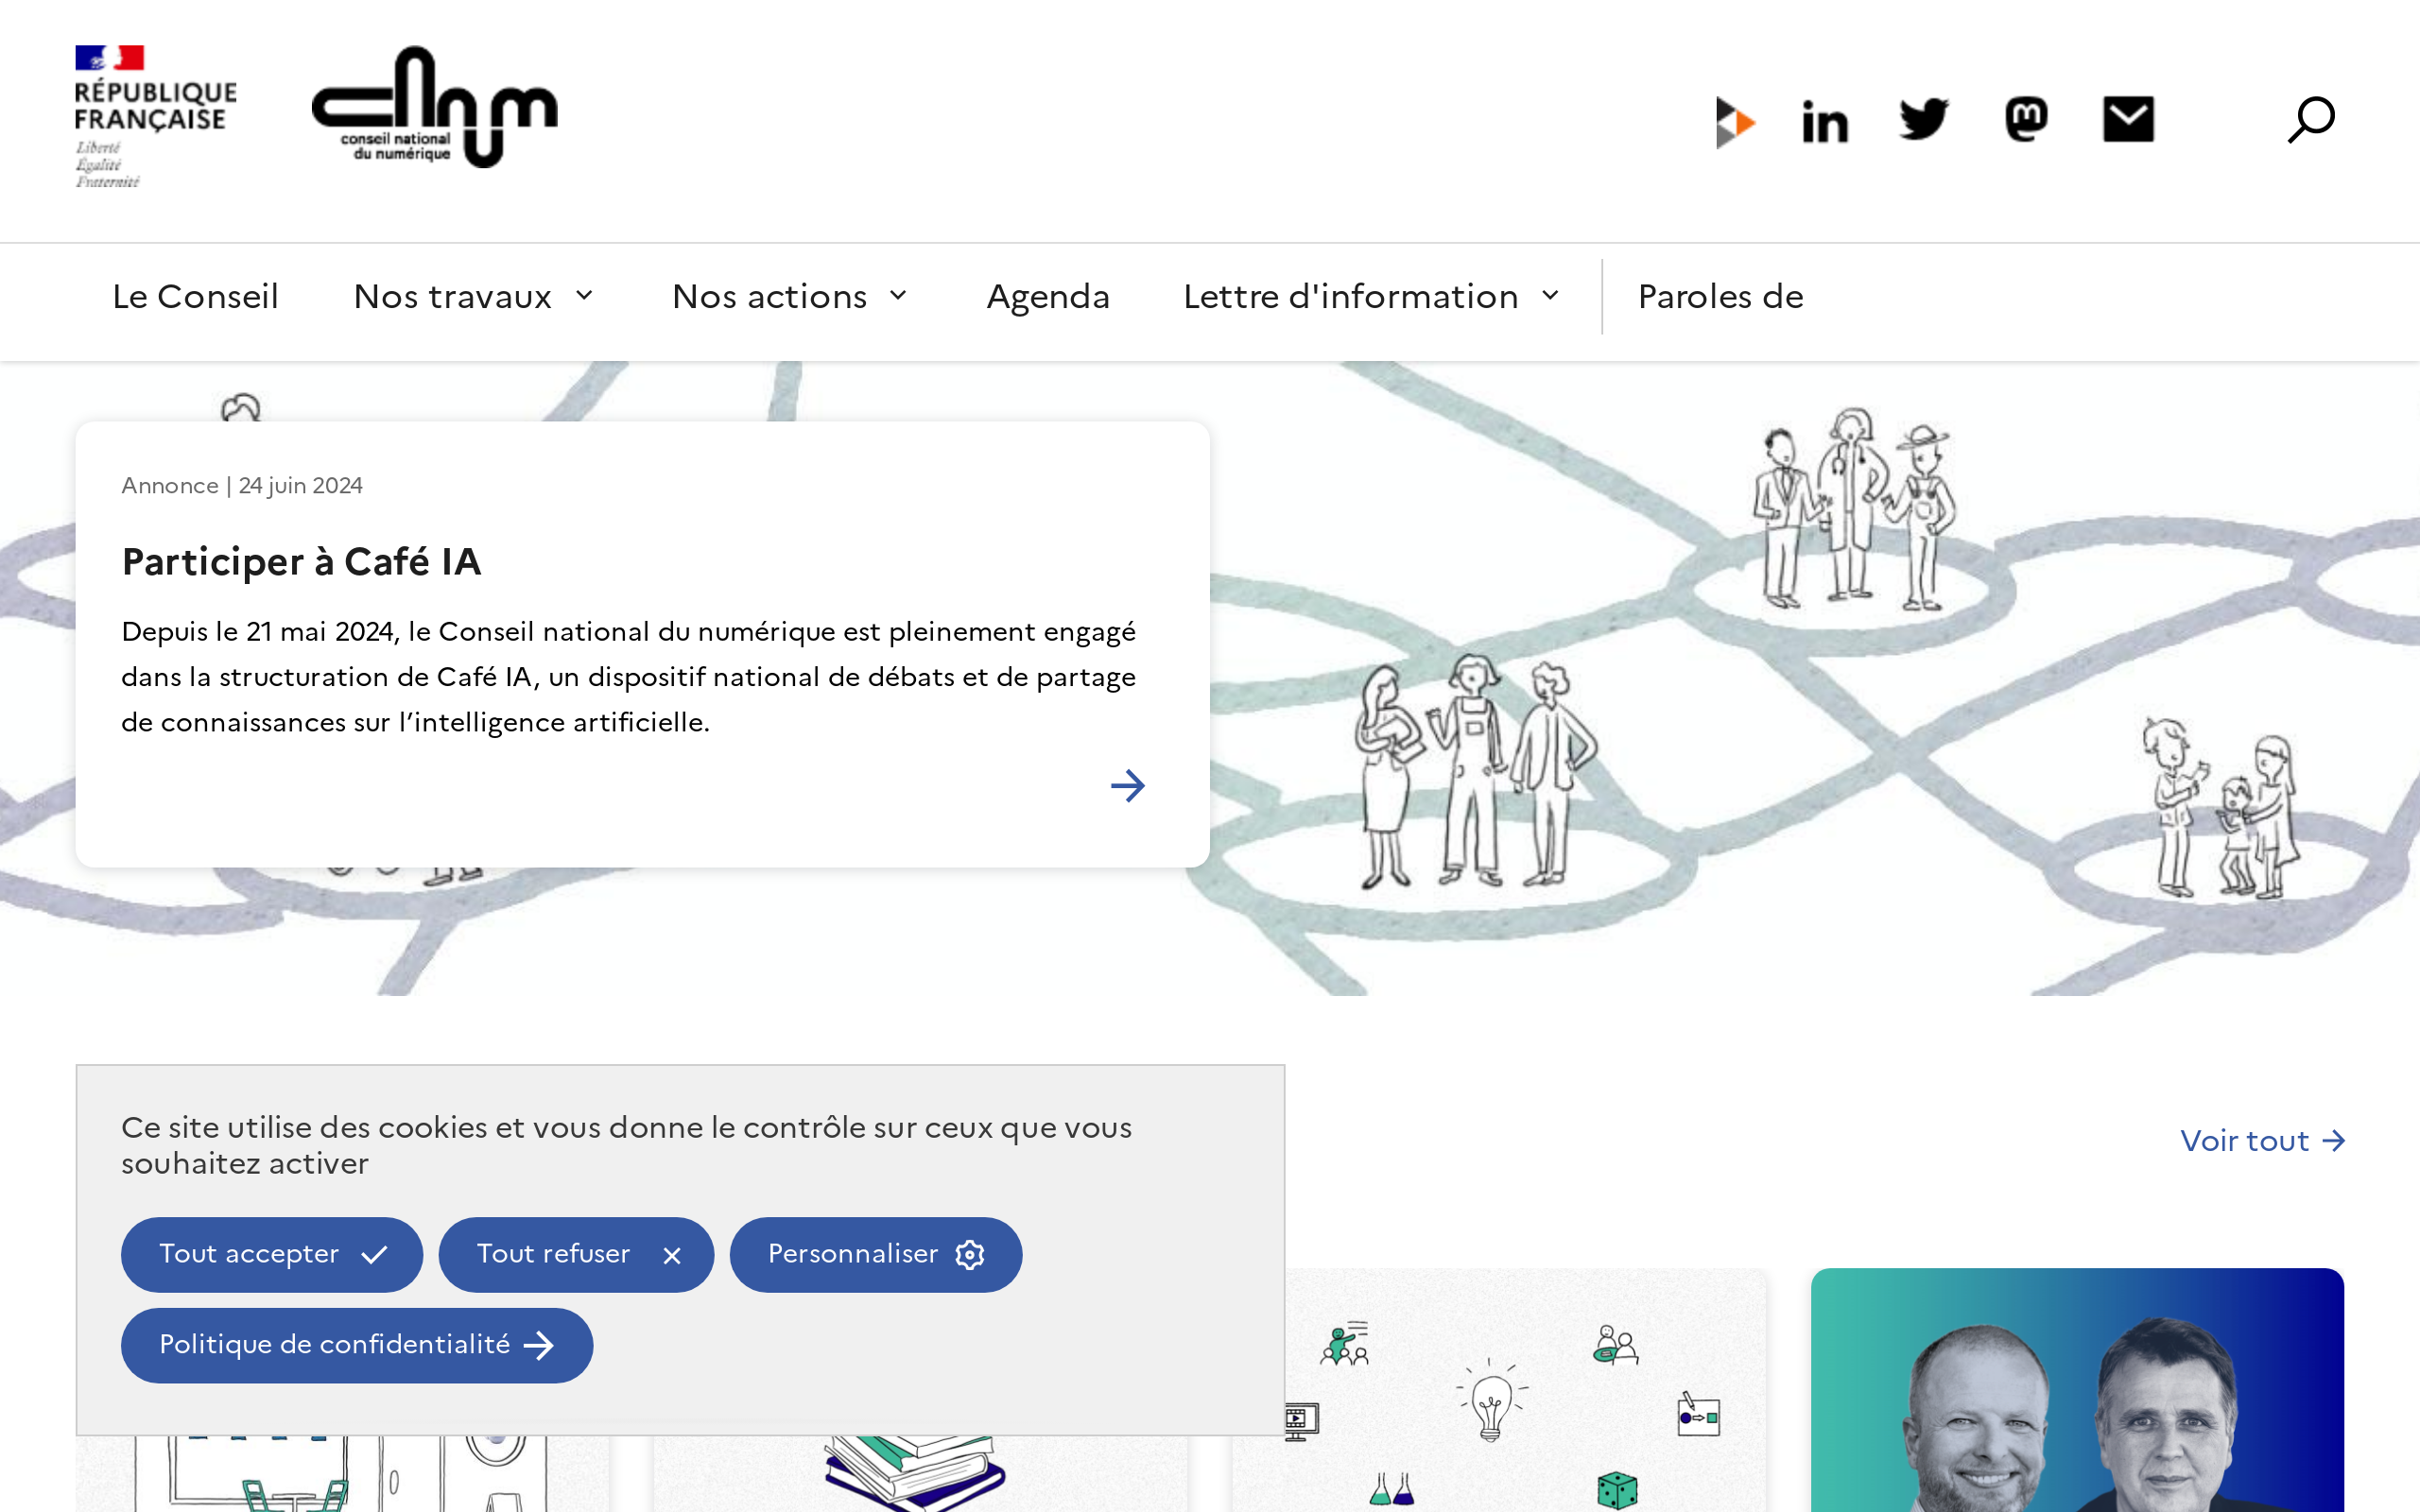 RÉPUBLIQUE
FRANÇAISE
Liberté
Égalité
Fraternité
cnnum
conseil national
du numérique
Le Conseil
Nos travaux
Nos actions
Agenda
Lettre d'information
Paroles de
Annonce | 24 juin 2024
Participer à Café IA
Depuis le 21 mai 2024, le Conseil national du numérique est pleinement engagé
dans la structuration de Café IA, un dispositif national de débats et de partage
de connaissances sur l’intelligence artificielle.
Voir tout
Ce site utilise des cookies et vous donne le contrôle sur ceux que vous
souhaitez activer
Tout accepter
Tout refuser
Personnaliser
Politique de confidentialité